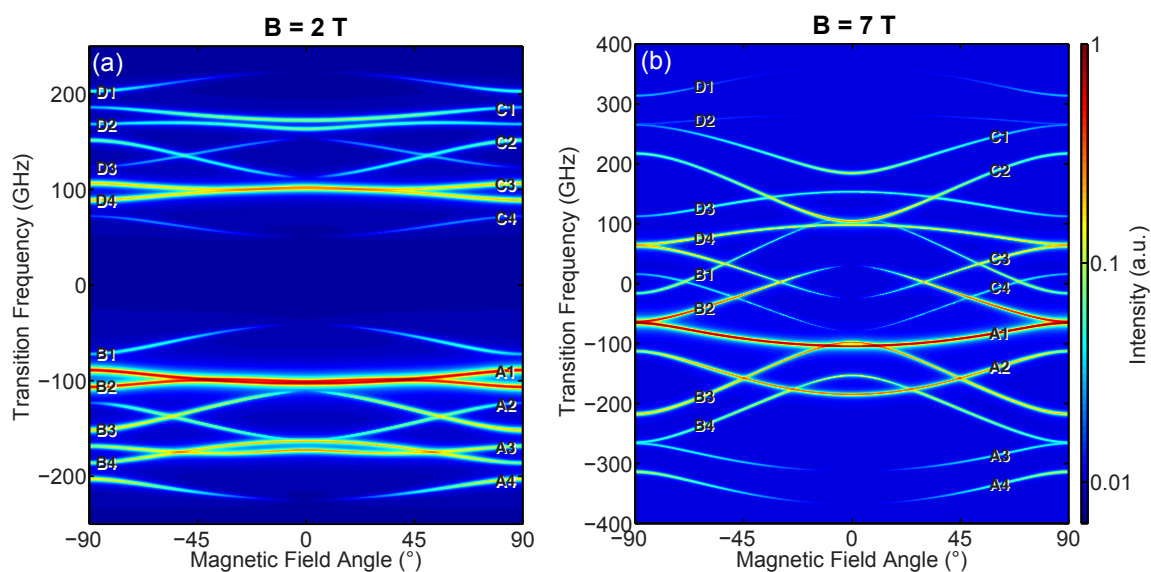 B = 2 T
(a)
Transition Frequency (GHz)
200
100
0
−100
−200
D1
D2
D3
D4
C1
C2
C3
C4
B1
B2
B3
B4
A1
A2
A3
A4
−90
−45
0
45
90
Magnetic Field Angle (°)
B = 7 T
(b)
Transition Frequency (GHz)
400
300
200
100
0
−100
−200
−300
−400
D1
D2
D3
D4
B1
B2
B3
B4
C1
C2
C3
C4
A1
A2
A3
A4
−90
−45
0
45
90
Magnetic Field Angle (°)
1
0.1
0.01
Intensity (a.u.)